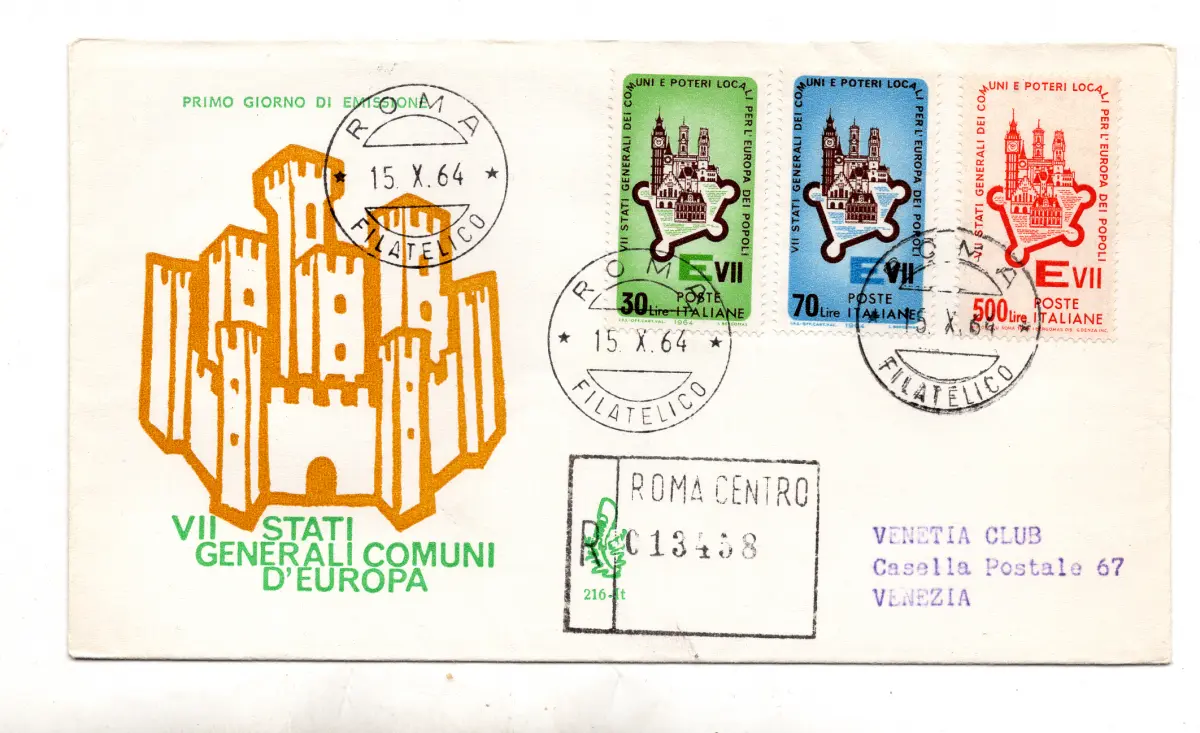 PRIMO GIORNO DI EMISSIONE
ROMA
15. X. 64
FILATELICO
VII STATI GENERALI DEI COMUNI E POTERI LOCALI PER L'EUROPA DEI POPOLI
E VII
30 Lire
POSTE
ITALIANE
1964
VII STATI GENERALI DEI COMUNI E POTERI LOCALI PER L'EUROPA DEI POPOLI
E VII
70 Lire
POSTE
ITALIANE
VII STATI GENERALI DEI COMUNI E POTERI LOCALI PER L'EUROPA DEI POPOLI
E VII
500 Lire
POSTE
ITALIANE
ROMA
15. X. 64
FILATELICO
ROMA
15. X. 64
FILATELICO
VII STATI
GENERALI COMUNI
D'EUROPA
ROMA CENTRO
R
013458
216-It
VENETIA CLUB
Casella Postale 67
VENEZIA